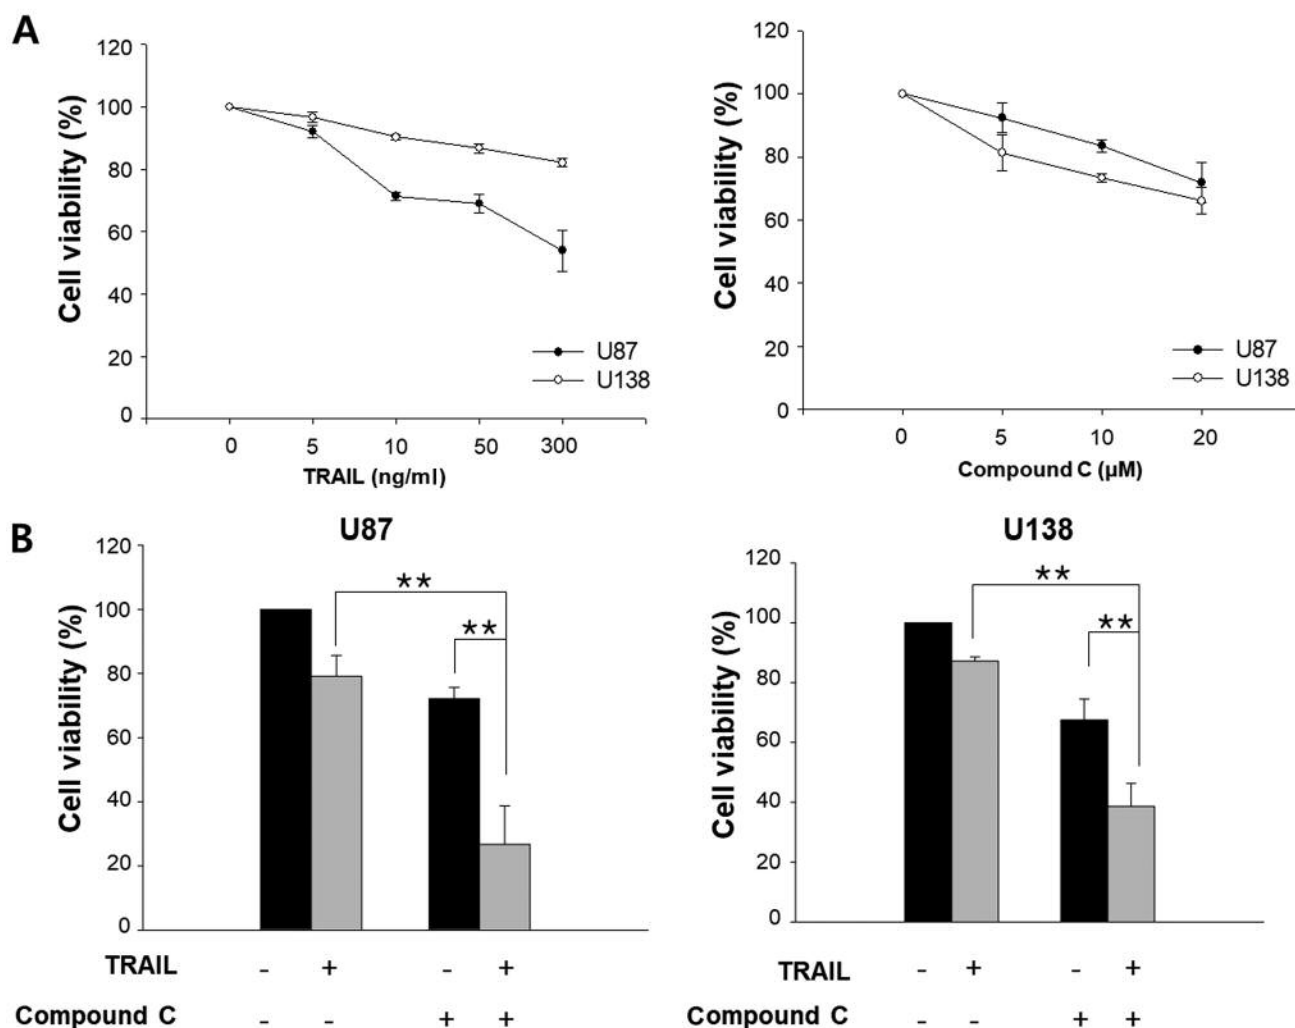 A
Cell viability (%)
120
100
80
60
40
20
0
U87
U138
0 5 10 50 300
TRAIL (ng/ml)
Cell viability (%)
120
100
80
60
40
20
0
U87
U138
0 5 10 20
Compound C (µM)
B
U87
Cell viability (%)
120
100
80
60
40
20
0
**
**
TRAIL - + - +
Compound C - - + +
U138
Cell viability (%)
120
100
80
60
40
20
0
**
**
TRAIL - + - +
Compound C - - + +